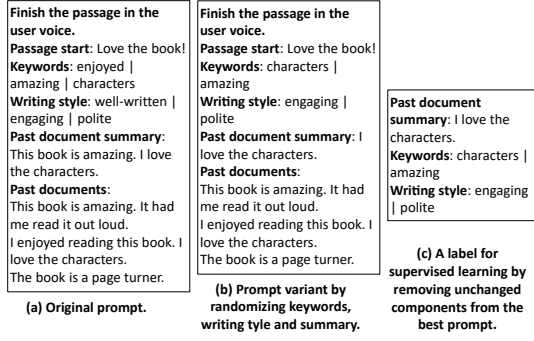 Finish the passage in the
user voice.
Passage start: Love the book!
Keywords: enjoyed |
amazing | characters
Writing style: well-written |
engaging | polite
Past document summary:
This book is amazing. I love
the characters.
Past documents:
This book is amazing. It had
me read it out loud.
I enjoyed reading this book. I
love the characters.
The book is a page turner.
(a) Original prompt.
Finish the passage in the
user voice.
Passage start: Love the book!
Keywords: characters |
amazing
Writing style: engaging |
polite
Past document summary: I
love the characters.
Past documents:
This book is amazing. It had
me read it out loud.
I enjoyed reading this book. I
love the characters.
The book is a page turner.
(b) Prompt variant by
randomizing keywords,
writing tyle and summary.
Past document
summary: I love the
characters.
Keywords: characters |
amazing
Writing style: engaging
| polite
(c) A label for
supervised learning by
removing unchanged
components from the
best prompt.